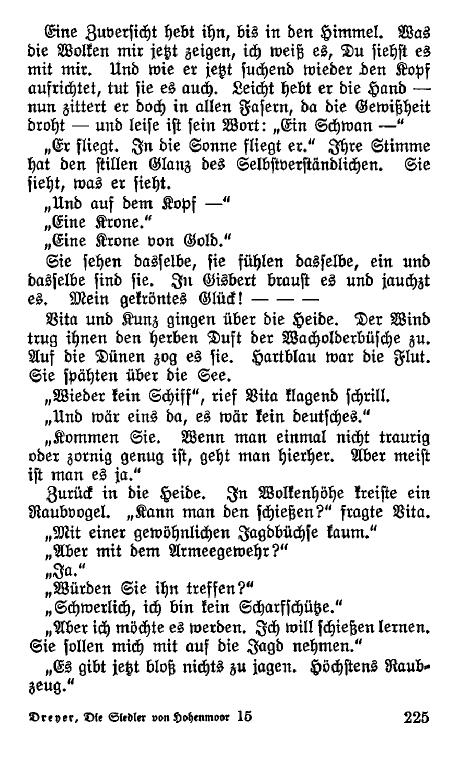 Eine Zuversicht hebt ihn, bis in den Himmel. Was
die Wolken mir jetzt zeigen, ich weiß es, Du siehst es
mit mir. Und wie er jetzt suchend wieder den Kopf
aufrichtet, tut sie es auch. Leicht hebt er die Hand —
nun zittert er doch in allen Fasern, da die Gewißheit
droht — und leise ist sein Wort: „Ein Schwan —“
„Er fliegt. In die Sonne fliegt er.“ Ihre Stimme
hat den stillen Glanz des Selbstverständlichen. Sie
sieht, was er sieht.
„Und auf dem Kopf —“
„Eine Krone.“
„Eine Krone von Gold.“
Sie sehen dasselbe, sie fühlen dasselbe, ein und
dasselbe sind sie. In Gisbert braust es und jauchzt
es. Mein gekröntes Glück! — — —
Vita und Kunz gingen über die Heide. Der Wind
trug ihnen den herben Duft der Wacholderbüsche zu.
Auf die Dünen zog es sie. Hartblau war die Flut.
Sie spähten über die See.
„Wieder kein Schiff“, rief Vita klagend schrill.
„Und wär eins da, es wär kein deutsches.“
„Kommen Sie. Wenn man einmal nicht traurig
oder zornig genug ist, geht man hierher. Aber meist
ist man es ja.“
Zurück in die Heide. In Wolkenhöhe kreiste ein
Raubvogel. „Kann man den schießen?“ fragte Vita.
„Mit einer gewöhnlichen Jagdbüchse kaum.“
„Aber mit dem Armeegewehr?“
„Ja.“
„Würden Sie ihn treffen?“
„Schwerlich, ich bin kein Scharfschütze.“
„Aber ich möchte es werden. Ich will schießen lernen.
Sie sollen mich mit auf die Jagd nehmen.“
„Es gibt jetzt bloß nichts zu jagen. Höchstens Raub-
zeug.“
Dreyer, Die Siedler von Hohenmoor 15 225